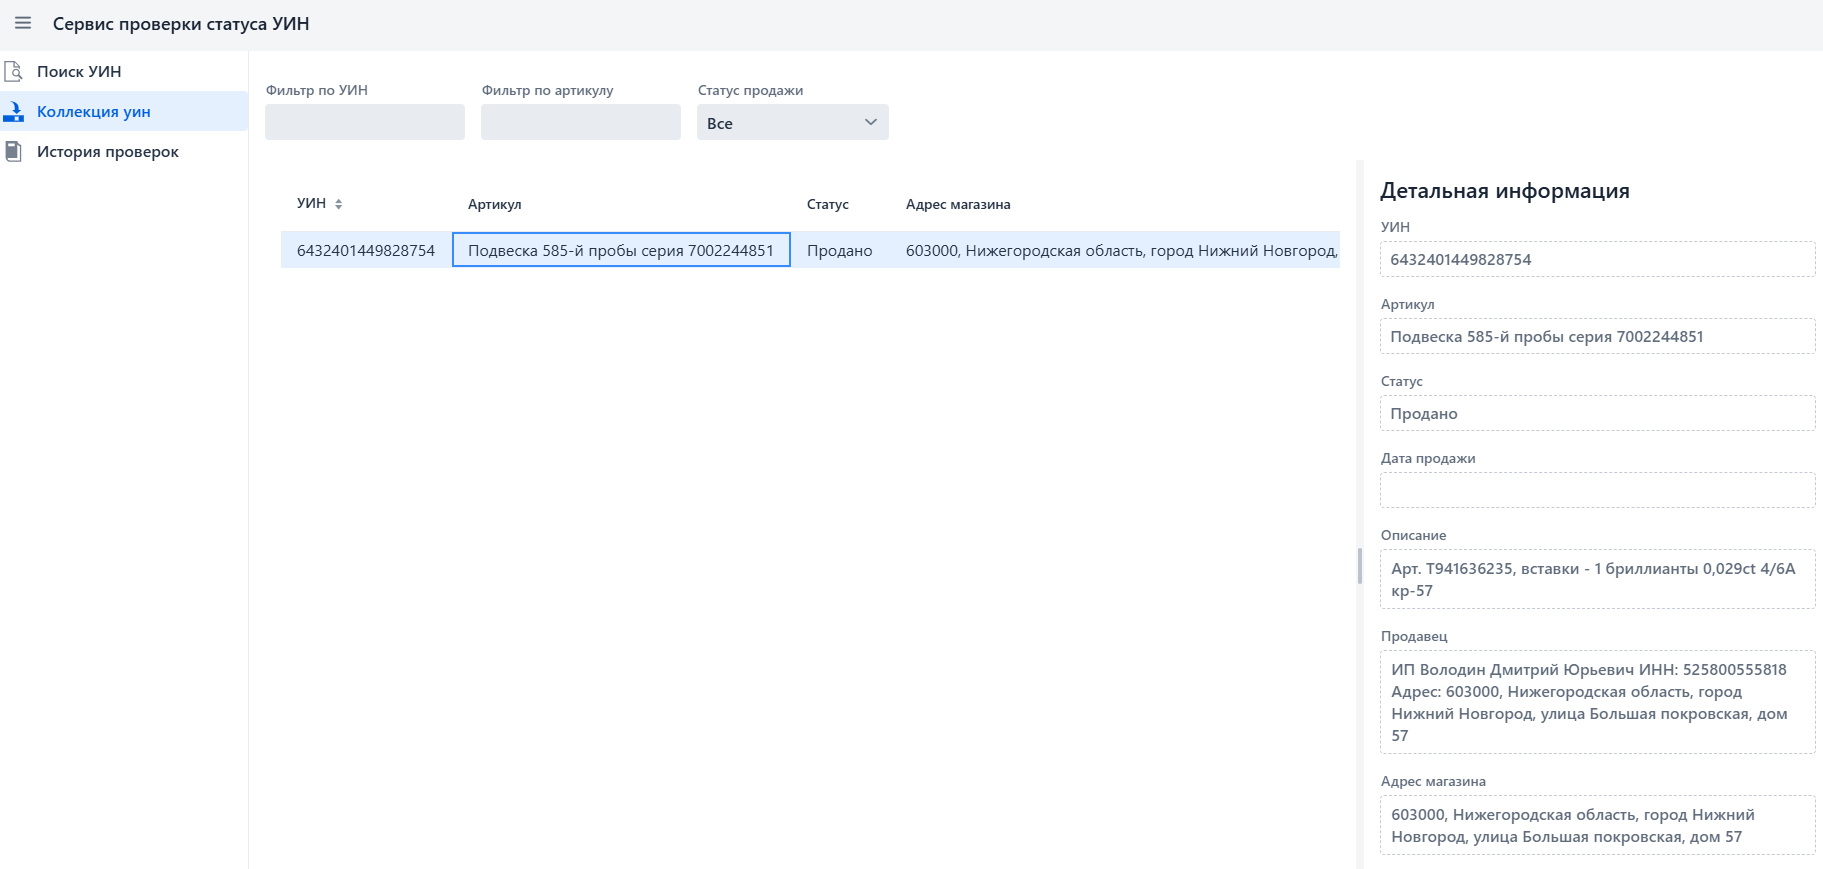 Сервис проверки статуса УИН
Поиск УИН
Коллекция уин
История проверок
Фильтр по УИН
Фильтр по артикулу
Статус продажи
Все
УИН
Артикул
Статус
Адрес магазина
6432401449828754
Подвеска 585-й пробы серия 7002244851
Продано
603000, Нижегородская область, город Нижний Новгород,
Детальная информация
УИН
6432401449828754
Артикул
Подвеска 585-й пробы серия 7002244851
Статус
Продано
Дата продажи
Описание
Арт. Т941636235, вставки - 1 бриллианты 0,029ct 4/6А
кр-57
Продавец
ИП Володин Дмитрий Юрьевич ИНН: 525800555818
Адрес: 603000, Нижегородская область, город
Нижний Новгород, улица Большая покровская, дом
57
Адрес магазина
603000, Нижегородская область, город Нижний
Новгород, улица Большая покровская, дом 57